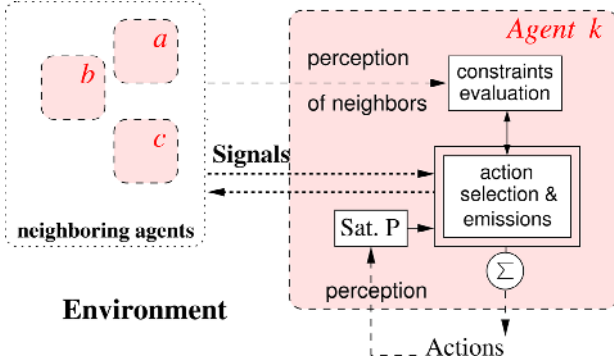 Agent k
a
b
c
perception
of neighbors
constraints
evaluation
Signals
action
selection &
emissions
neighboring agents
Sat. P
Σ
perception
Environment
Actions